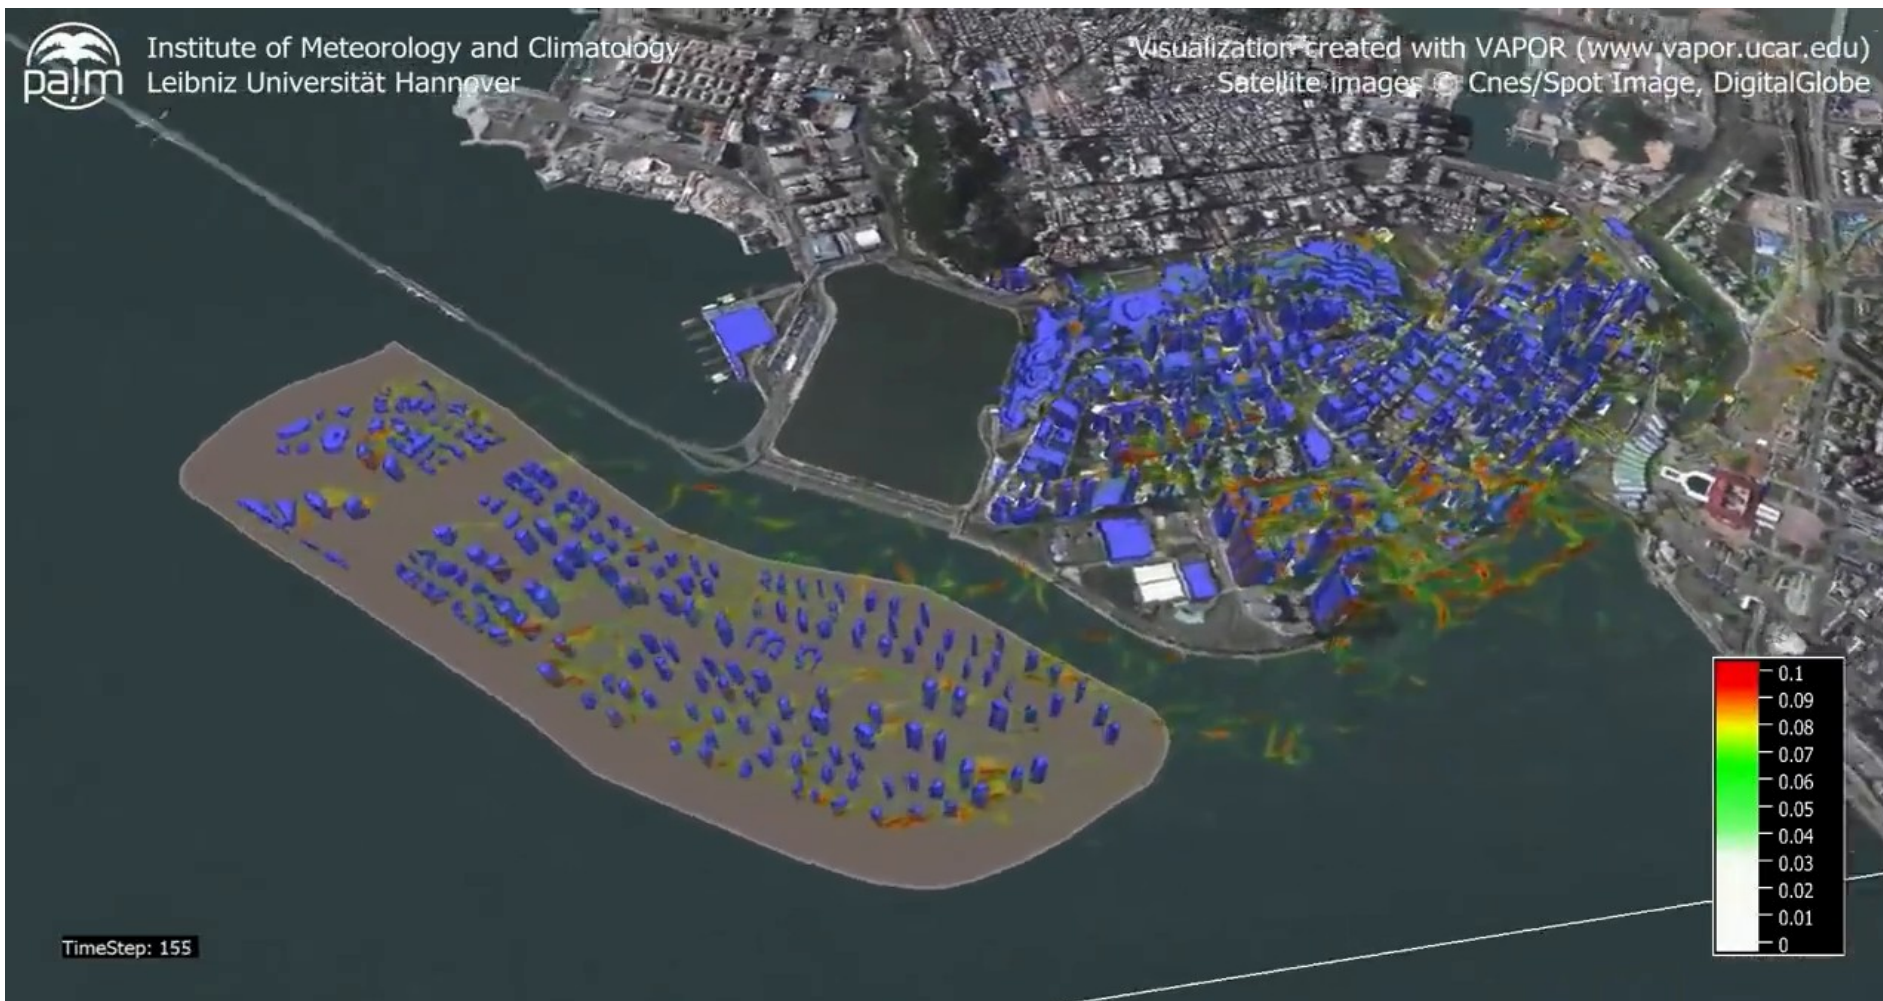 palm
Institute of Meteorology and Climatology
Leibniz Universität Hannover
Visualization created with VAPOR (www.vapor.ucar.edu)
Satellite images © Cnes/Spot Image, DigitalGlobe
0.1
0.09
0.08
0.07
0.06
0.05
0.04
0.03
0.02
0.01
0
TimeStep: 155